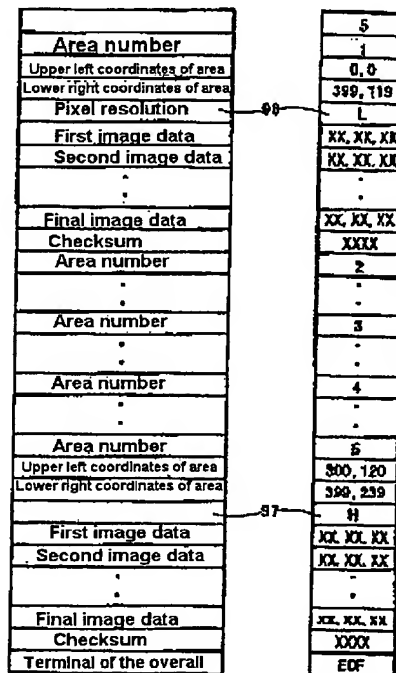 5
Area number 1
Upper left coordinates of area 0, 0
Lower right coordinates of area 399, 119
Pixel resolution 98 L
First image data XX, XX, XX
Second image data XX, XX, XX
Final image data XX, XX, XX
Checksum XXXX
Area number 2
Area number 3
Area number 4
Area number 5
Upper left coordinates of area 300, 120
Lower right coordinates of area 399, 239
97 H
First image data XX, XX, XX
Second image data XX, XX, XX
Final image data XX, XX, XX
Checksum XXXX
Terminal of the overall EOF